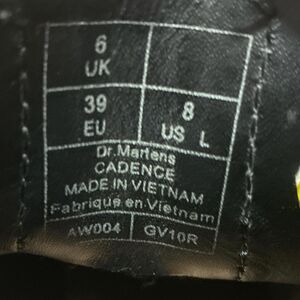 6
UK
39 8
EU US L
Dr.Martens
CADENCE
MADE IN VIETNAM
Fabrique en Vietnam
AW004 GV10R